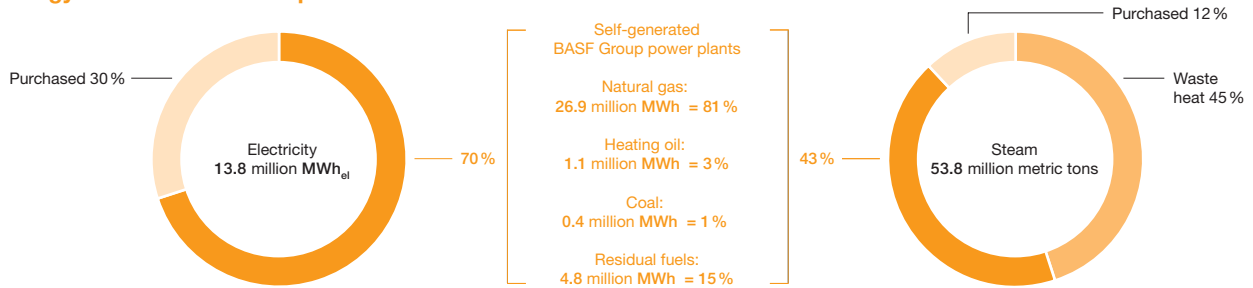 Purchased 30 %
Electricity
13.8 million MWhel
70 %
Self-generated
BASF Group power plants
Natural gas:
26.9 million MWh = 81 %
Heating oil:
1.1 million MWh = 3 %
Coal:
0.4 million MWh = 1 %
Residual fuels:
4.8 million MWh = 15 %
43 %
Steam
53.8 million metric tons
Purchased 12 %
Waste
heat 45 %